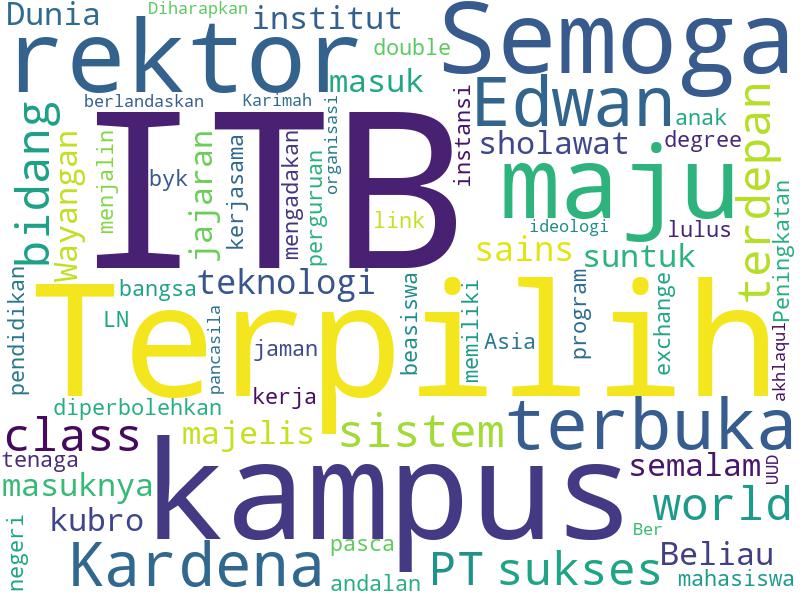 Dunia
Diharapkan
institut
Semoga
rektor
double
masuk
berlandaskan
Karimah
organisasi
instansi
Edwan
anak
terdepan
bidang
Wayangan
menjalin
ITB
byk
jajaran
kerjasama
mengadakan
perguruan
link
sholawat
degree
maju
ideologi
lulus
Peningkatan
sains
suntuk
pendidikan
bangsa
teknologi
LN
Terpilih
pancasila
jaman
beasiswa
memiliki
Asia
program
exchange
akhlaqul
kerja
diperbolehkan
class
majelis
sistem
terbuka
tenaga
kampus
semalam
UUD
masuknya
world
kubro
negeri
Kardena
pasca
andalan
PT
sukses
Ber
Beliau
mahasiswa